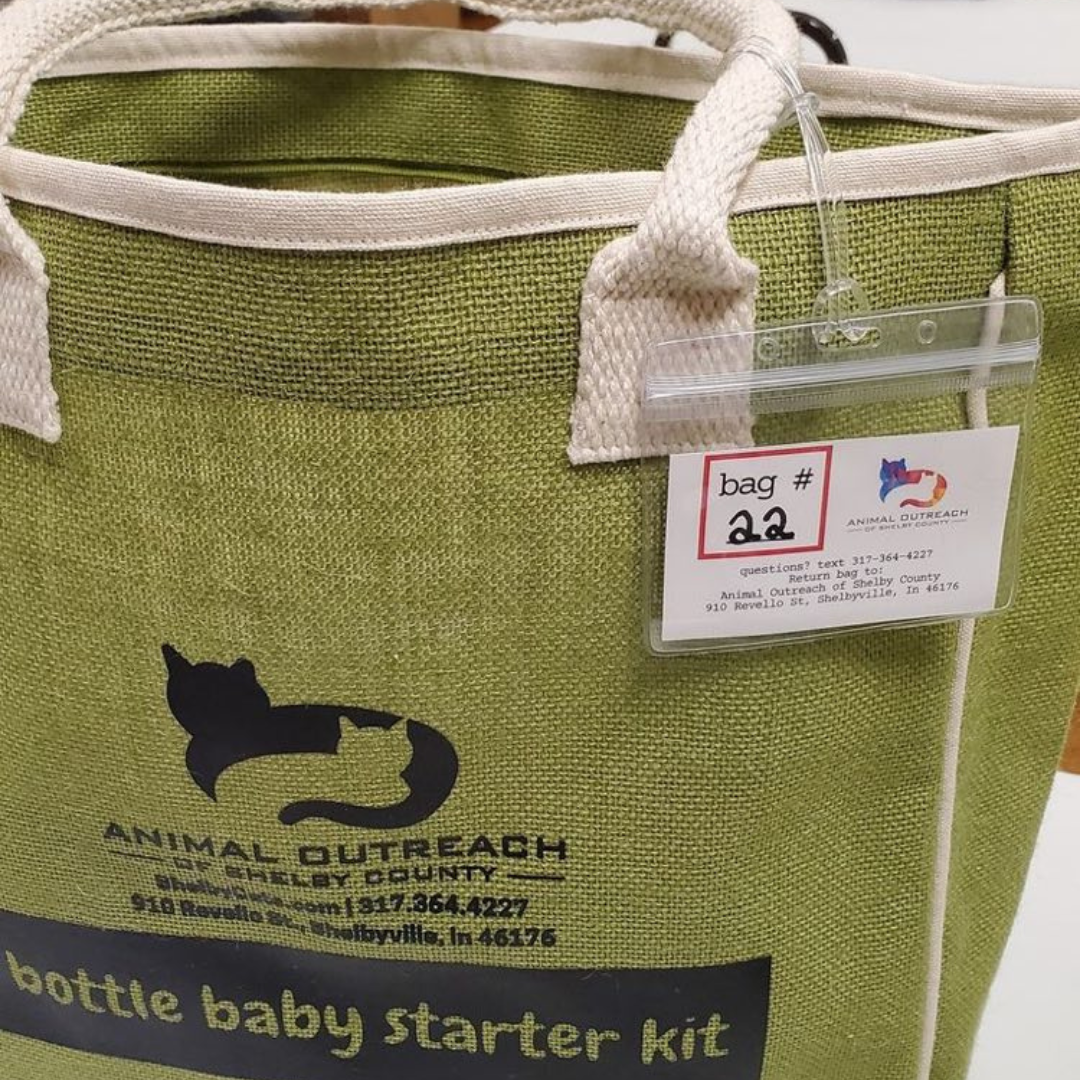 bag #
22
ANIMAL OUTREACH
OF SHELBY COUNTY
questions? text 317-364-4227
Return bag to:
Animal Outreach of Shelby County
910 Revello St, Shelbyville, In 46176
ANIMAL OUTREACH
OF SHELBY COUNTY
.com | 317.364.4227
910 Revello St., Shelbyville, In 46176
bottle baby starter kit